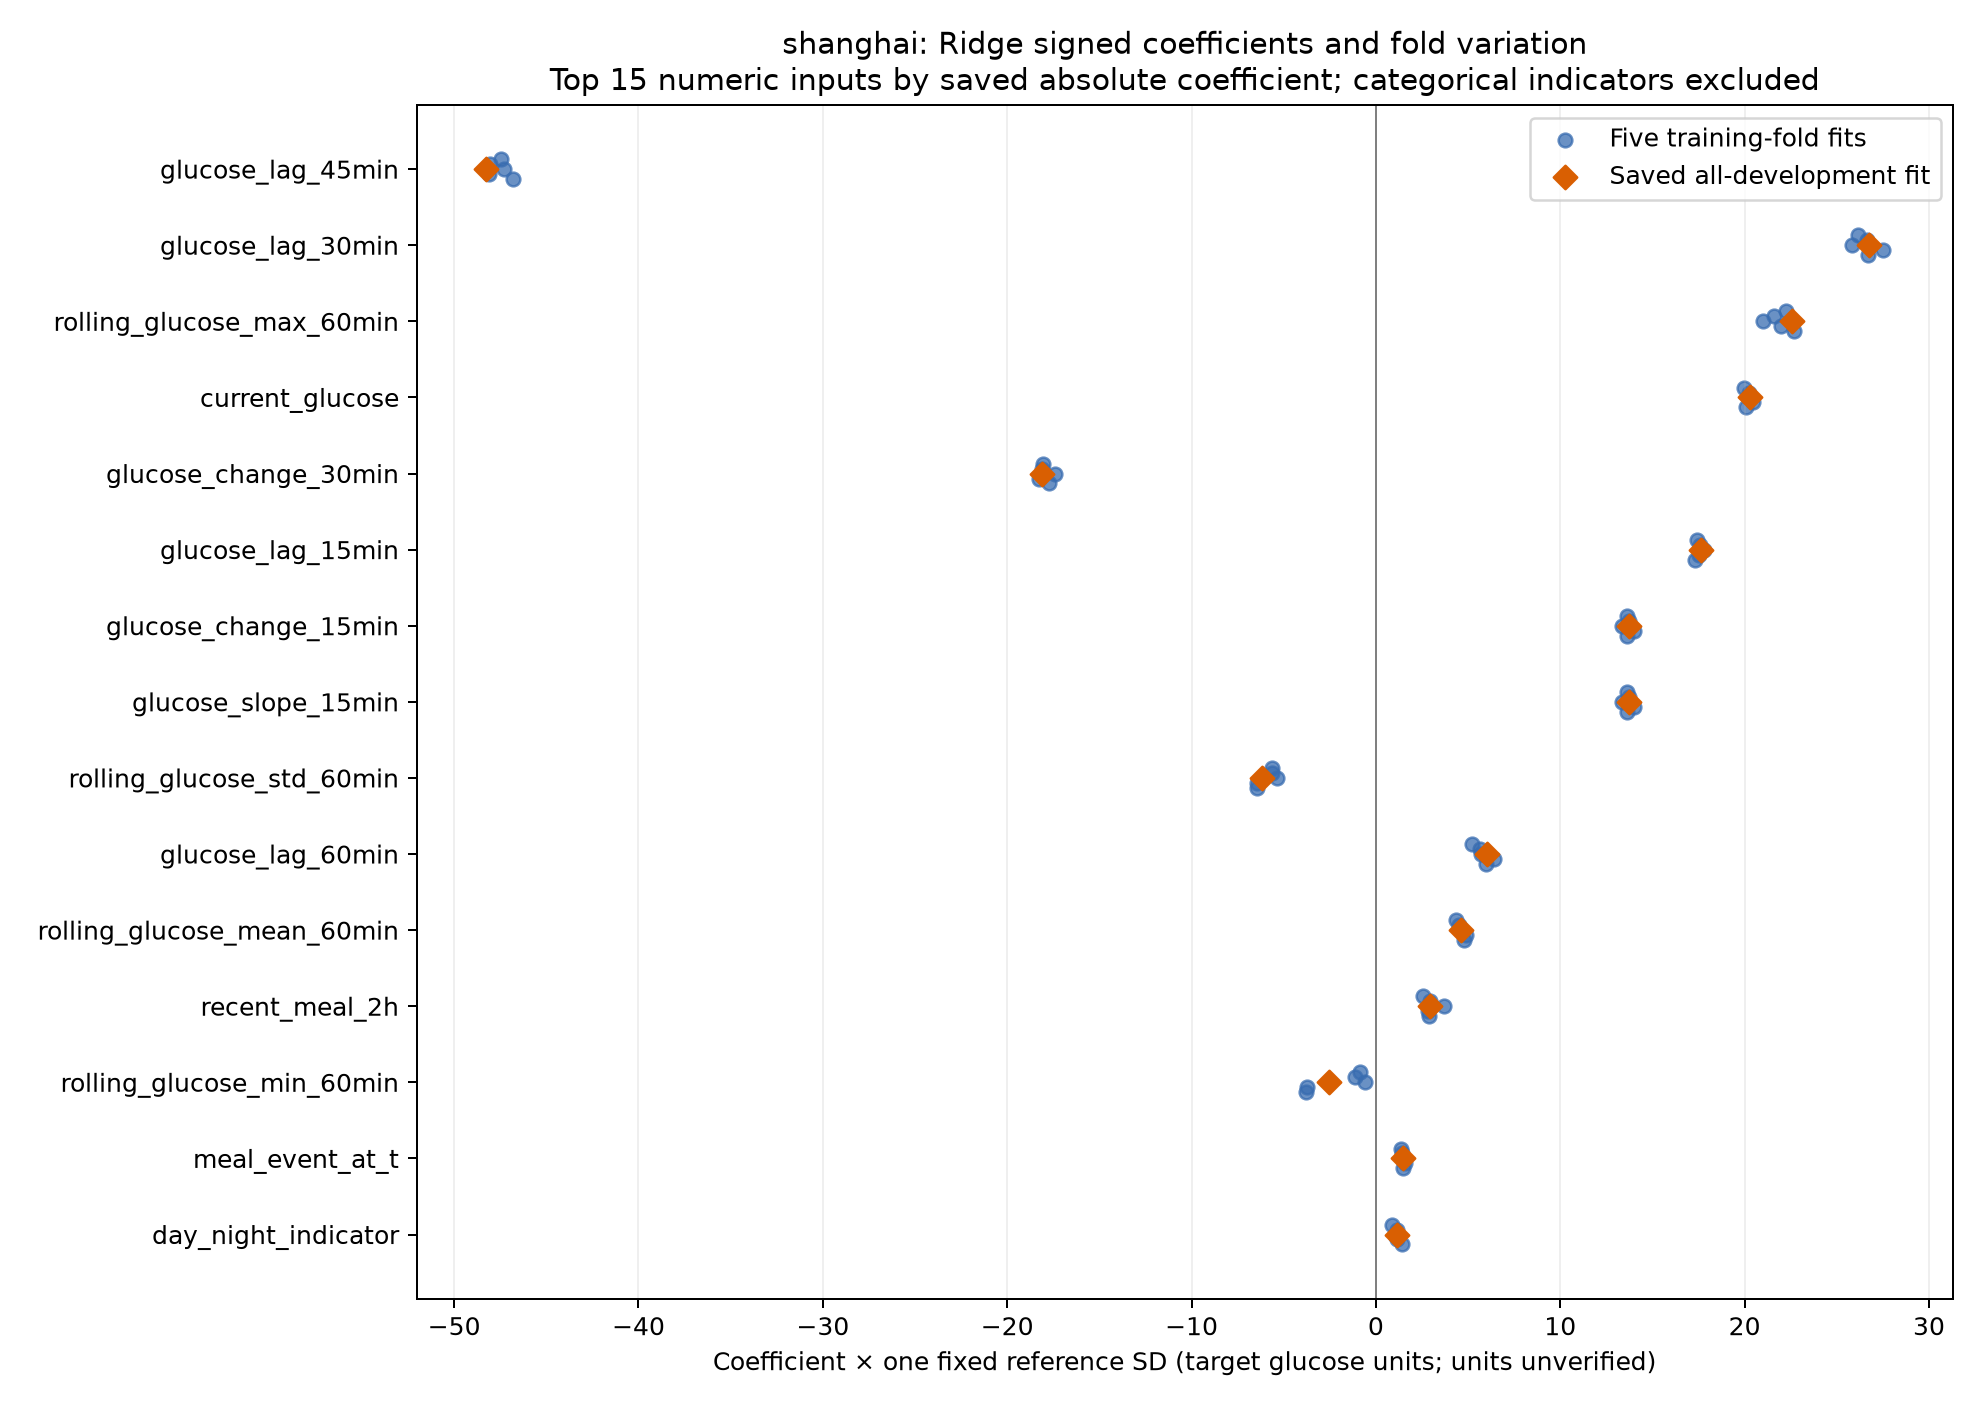 shanghai: Ridge signed coefficients and fold variation
Top 15 numeric inputs by saved absolute coefficient; categorical indicators excluded
Five training-fold fits
Saved all-development fit
glucose_lag_45min
glucose_lag_30min
rolling_glucose_max_60min
current_glucose
glucose_change_30min
glucose_lag_15min
glucose_change_15min
glucose_slope_15min
rolling_glucose_std_60min
glucose_lag_60min
rolling_glucose_mean_60min
recent_meal_2h
rolling_glucose_min_60min
meal_event_at_t
day_night_indicator
−50 −40 −30 −20 −10 0 10 20 30
Coefficient × one fixed reference SD (target glucose units; units unverified)